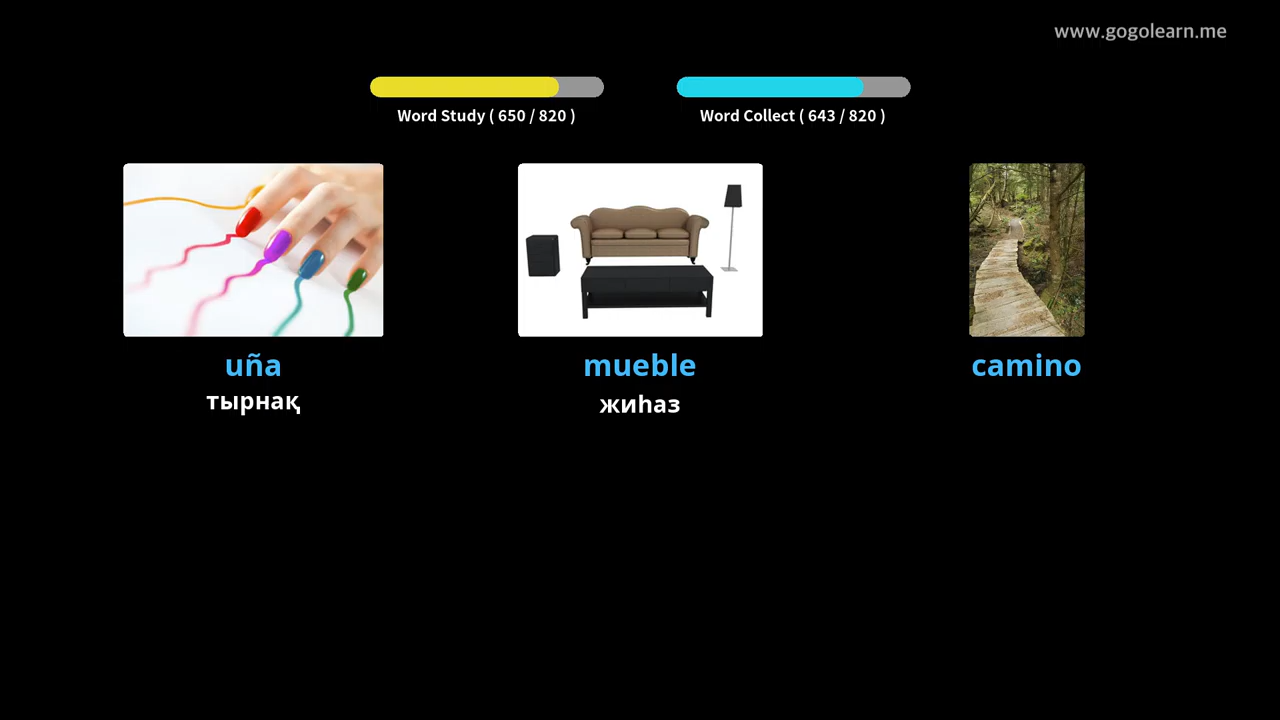 www.gogolearn.me
Word Study ( 650 / 820 )
Word Collect ( 643 / 820 )
uña
тырнақ
mueble
жиһаз
camino